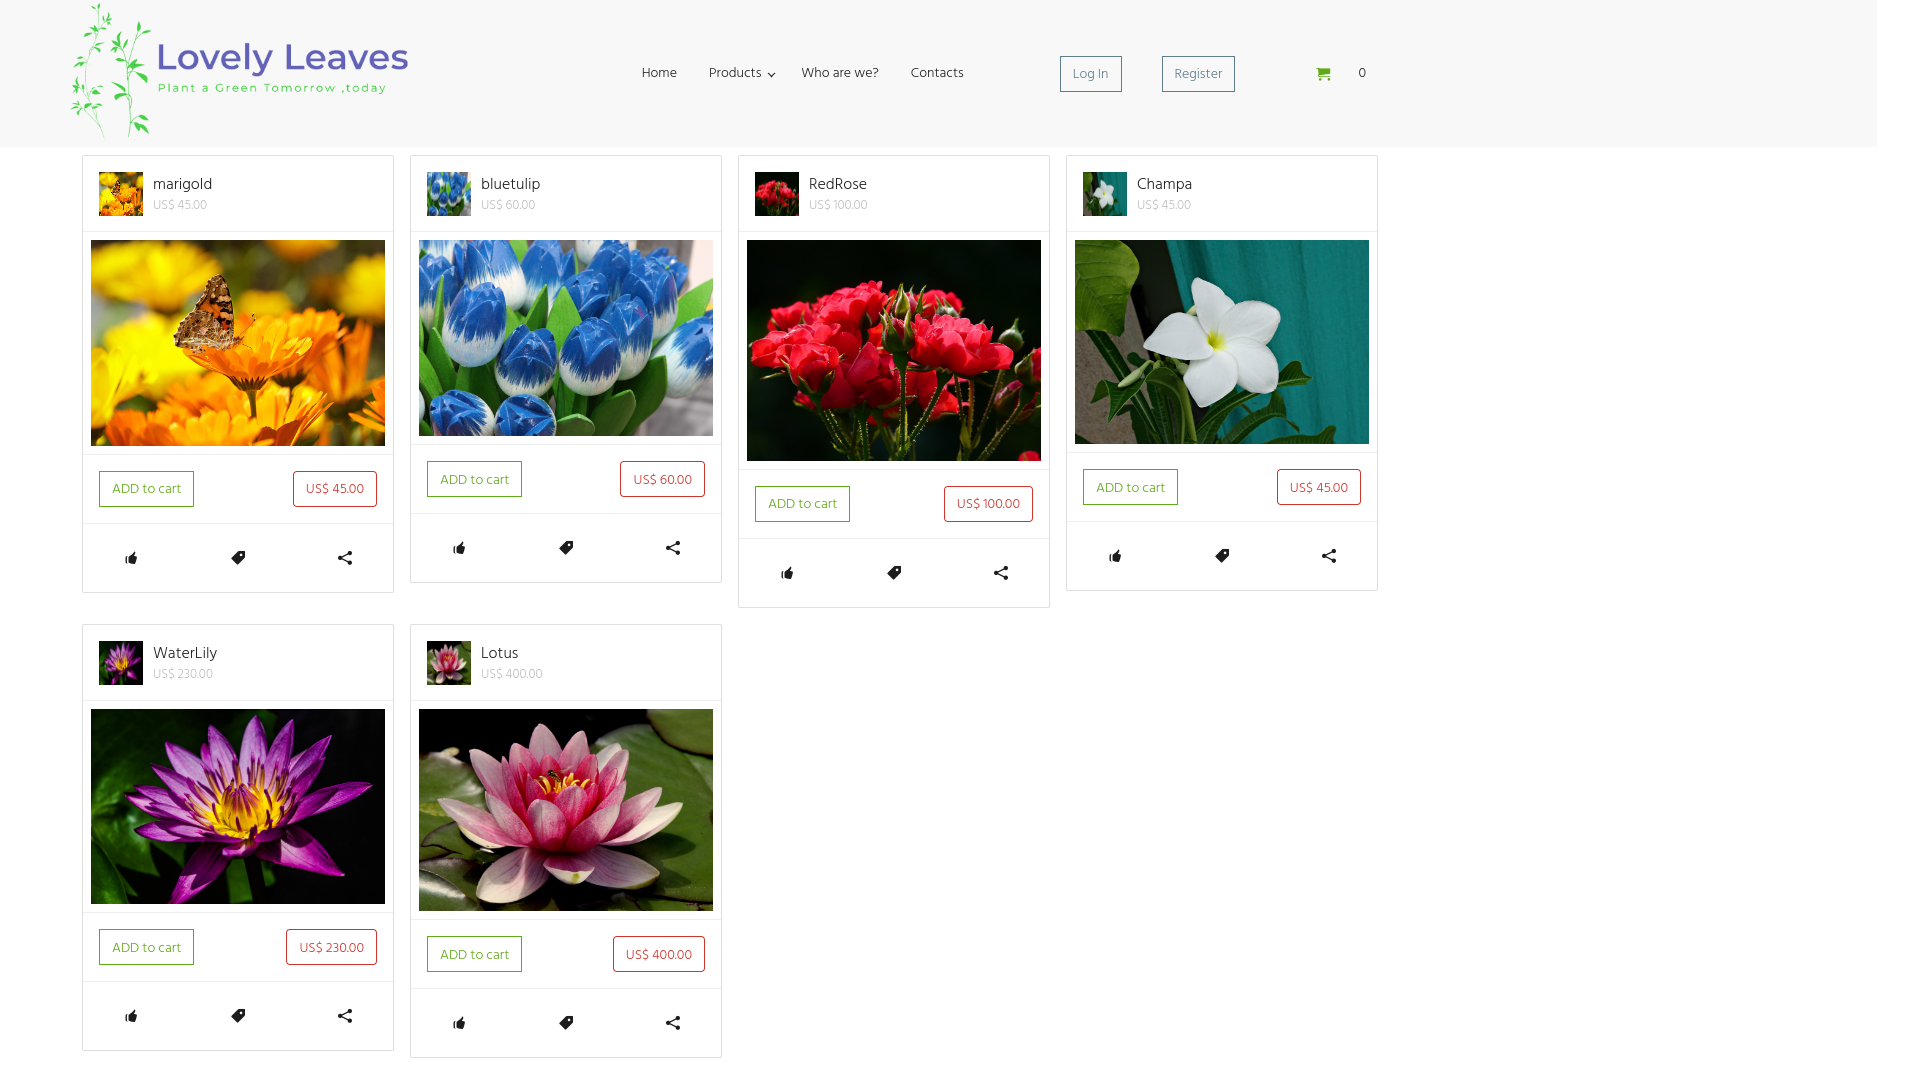 Lovely Leaves
Plant a Green Tomorrow ,today
Home
Products
Who are we?
Contacts
Log In
Register
0
marigold
US$ 45.00
ADD to cart
US$ 45.00
bluetulip
US$ 60.00
ADD to cart
US$ 60.00
RedRose
US$ 100.00
ADD to cart
US$ 100.00
Champa
US$ 45.00
ADD to cart
US$ 45.00
WaterLily
US$ 230.00
ADD to cart
US$ 230.00
Lotus
US$ 400.00
ADD to cart
US$ 400.00